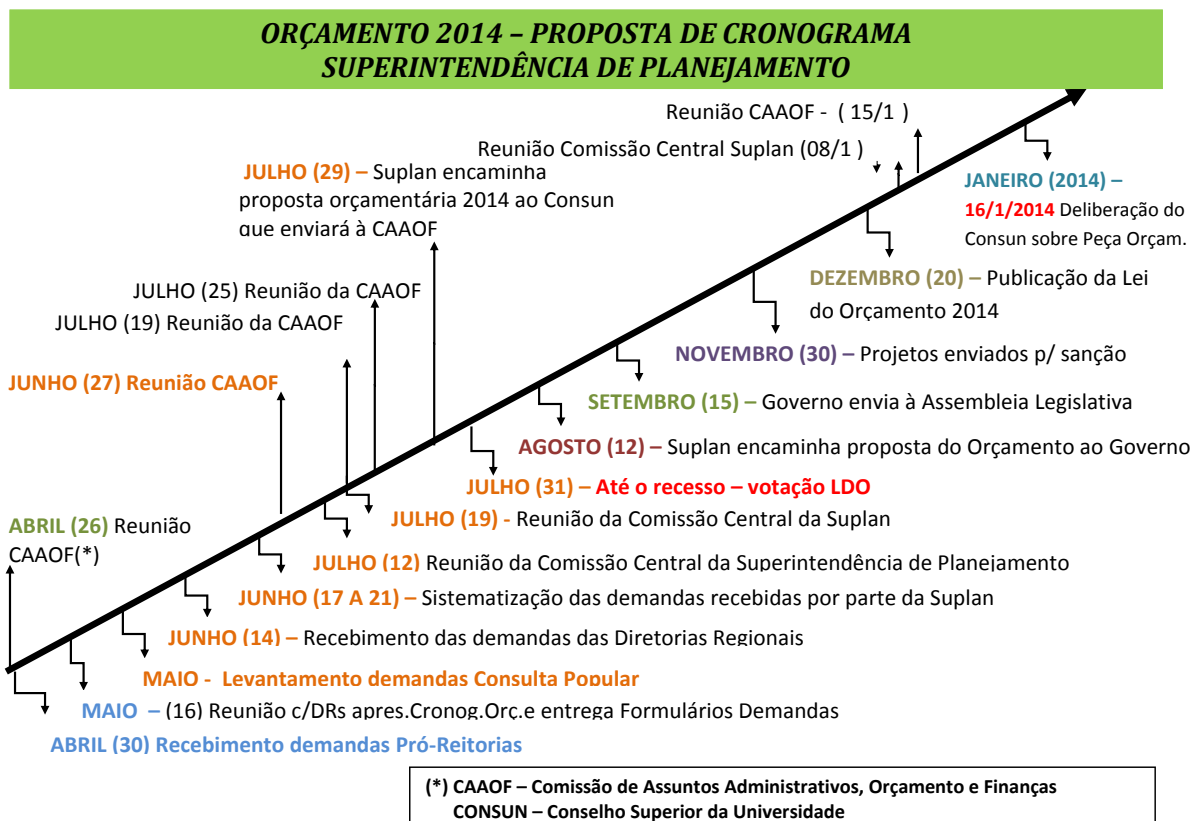 ORÇAMENTO 2014 – PROPOSTA DE CRONOGRAMA
SUPERINTENDÊNCIA DE PLANEJAMENTO
Reunião CAAOF - ( 15/1 )
Reunião Comissão Central Suplan (08/1 )
JULHO (29) – Suplan encaminha
proposta orçamentária 2014 ao Consun
que enviará à CAAOF
JANEIRO (2014) –
16/1/2014 Deliberação do
Consun sobre Peça Orçam.
JULHO (25) Reunião da CAAOF
JULHO (19) Reunião da CAAOF
DEZEMBRO (20) – Publicação da Lei
do Orçamento 2014
NOVEMBRO (30) – Projetos enviados p/ sanção
JUNHO (27) Reunião CAAOF
SETEMBRO (15) – Governo envia à Assembleia Legislativa
AGOSTO (12) – Suplan encaminha proposta do Orçamento ao Governo
JULHO (31) – Até o recesso – votação LDO
JULHO (19) - Reunião da Comissão Central da Suplan
ABRIL (26) Reunião
CAAOF(*)
JULHO (12) Reunião da Comissão Central da Superintendência de Planejamento
JUNHO (17 A 21) – Sistematização das demandas recebidas por parte da Suplan
JUNHO (14) – Recebimento das demandas das Diretorias Regionais
MAIO - Levantamento demandas Consulta Popular
MAIO – (16) Reunião c/DRs apres.Cronog.Orç.e entrega Formulários Demandas
ABRIL (30) Recebimento demandas Pró-Reitorias
(*) CAAOF – Comissão de Assuntos Administrativos, Orçamento e Finanças
CONSUN – Conselho Superior da Universidade